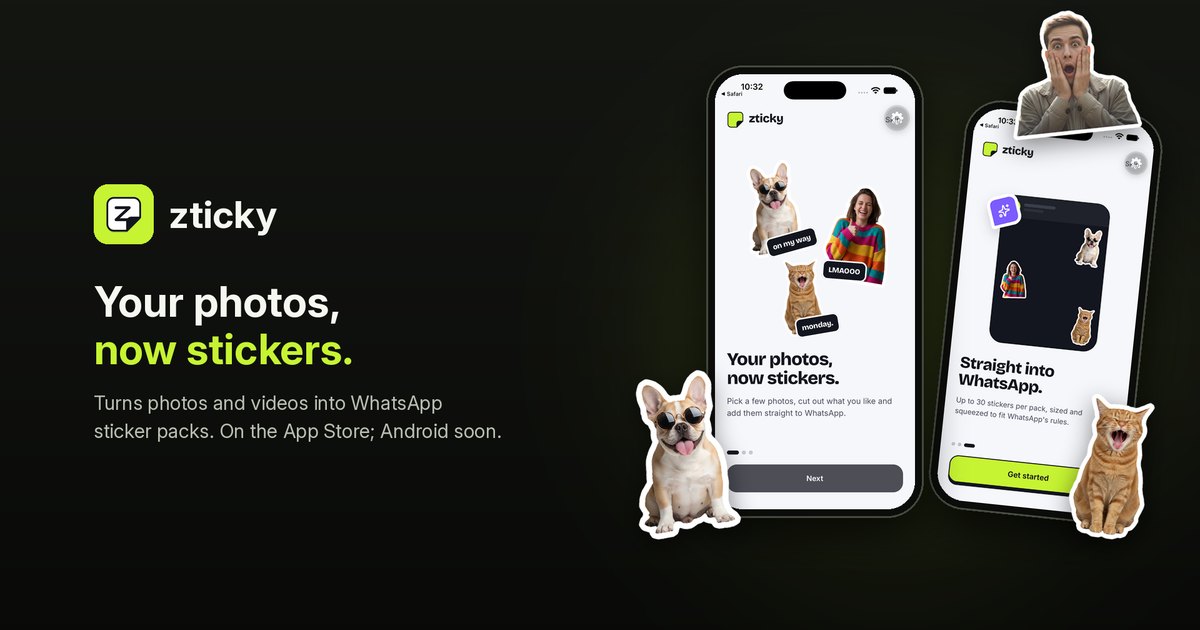 zticky
Your photos,
now stickers.
Turns photos and videos into WhatsApp
sticker packs. On the App Store; Android soon.
10:32
Safari
zticky
on my way
LMAOOO
monday.
Your photos,
now stickers.
Pick a few photos, cut out what you like and
add them straight to WhatsApp.
Next
Safari
zticky
Straight into
WhatsApp.
Up to 30 stickers per pack, sized and
squeezed to fit WhatsApp's rules.
Get started